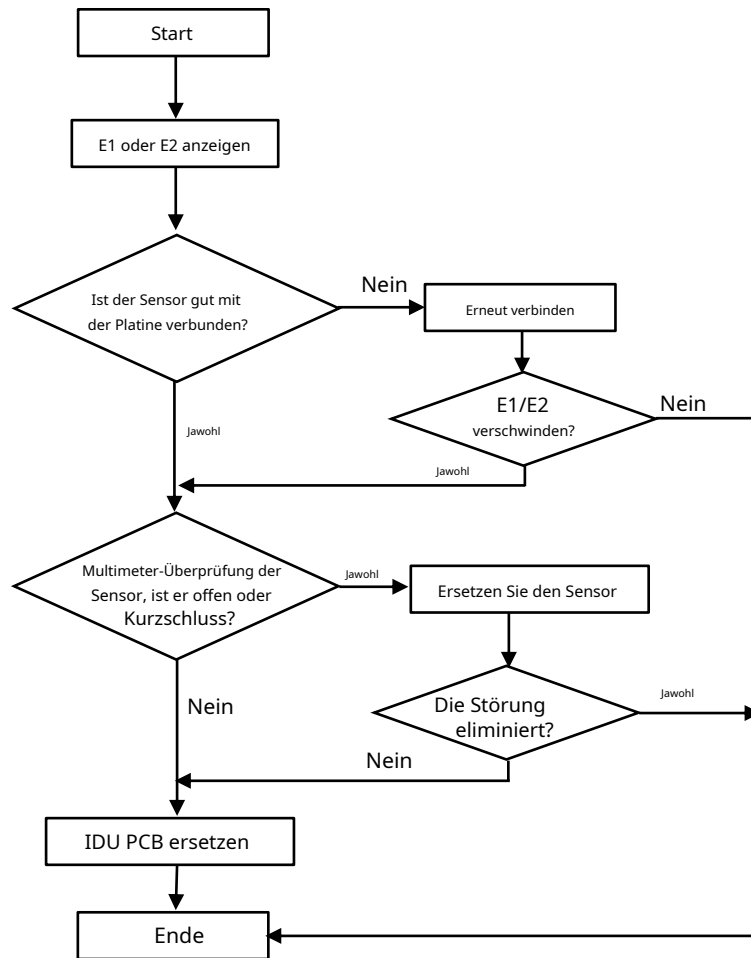 Start
E1 oder E2 anzeigen
Ist der Sensor gut mit
der Platine verbunden?
Nein
Erneut verbinden
E1/E2
verschwinden?
Nein
Jawohl
Jawohl
Multimeter-Überprüfung der
Sensor, ist er offen oder
Kurzschluss?
Jawohl
Ersetzen Sie den Sensor
Nein
Die Störung
eliminiert?
Jawohl
Nein
IDU PCB ersetzen
Ende